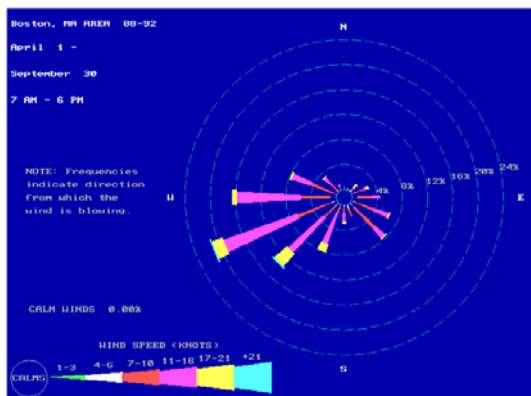 Boston, MA AREA 88-92
April 1 -
September 30
7 AM - 6 PM
N
4%
8%
12%
16%
20%
24%
NOTE: Frequencies
indicate direction
from which the
wind is blowing.
W
E
CALM WINDS 0.00%
WIND SPEED (KNOTS)
1-3 4-6 7-10 11-16 17-21 +21
CALMS
S